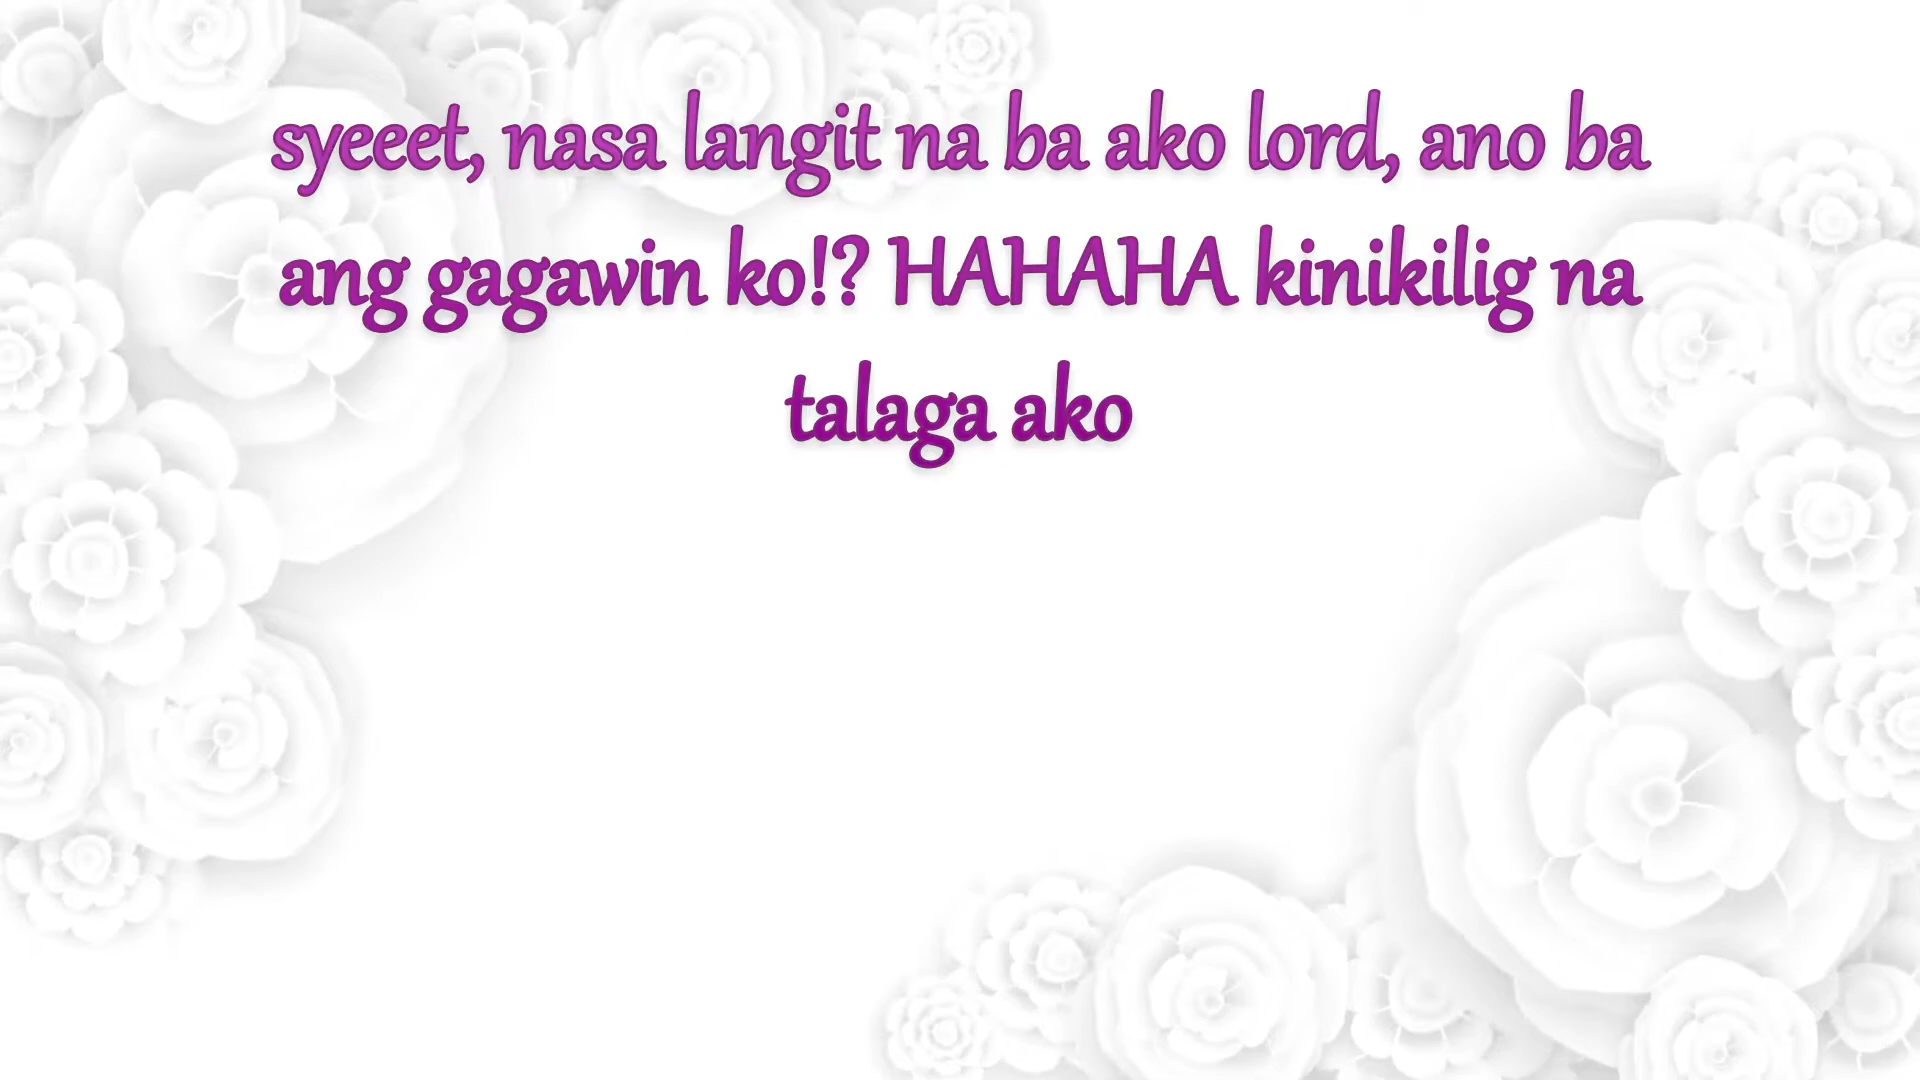 syeeet, nasa langit na ba ako lord, ano ba
ang gagawin ko!? HAHAHA kinikilig na
talaga ako